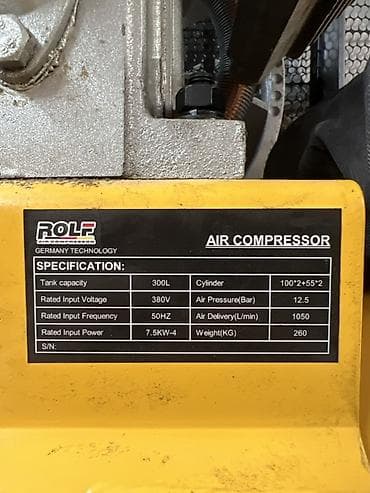 ROLF
AIR COMPRESSOR
GERMANY TECHNOLOGY
AIR COMPRESSOR
SPECIFICATION:
Tank capacity 300L Cylinder 100*2+55*2
Rated Input Voltage 380V Air Pressure(Bar) 12.5
Rated Input Frequency 50HZ Air Delivery(L/min) 1050
Rated Input Power 7.5KW-4 Weight(KG) 260
S/N: